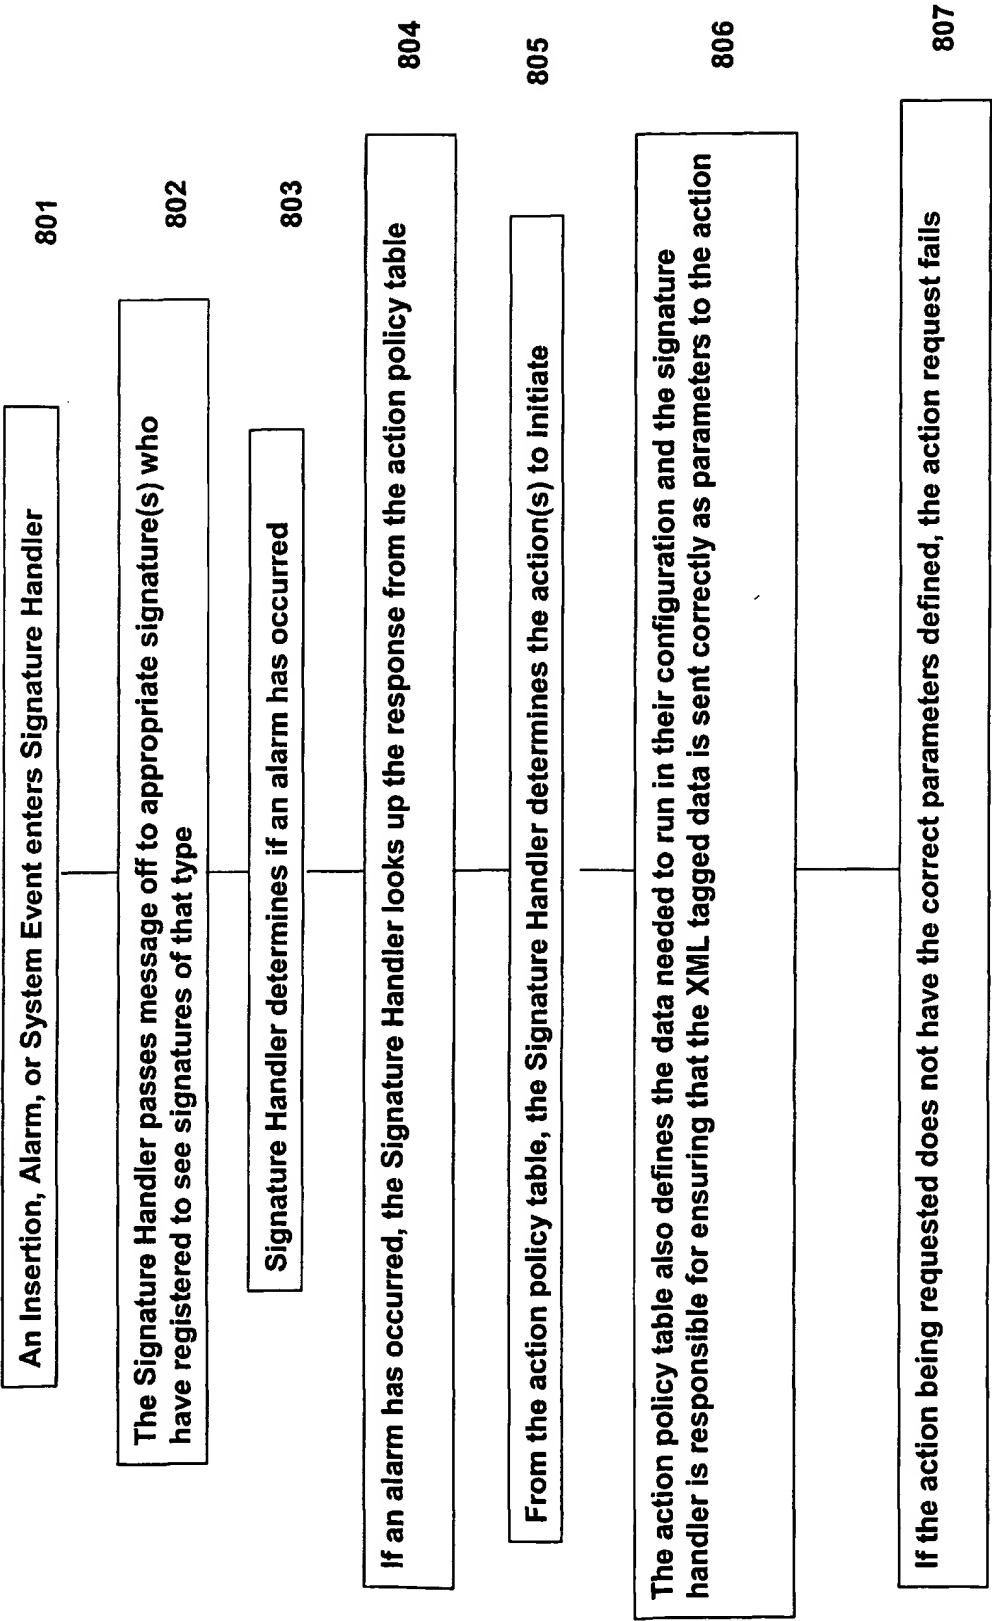 An Insertion, Alarm, or System Event enters Signature Handler
801
The Signature Handler passes message off to appropriate signature(s) who
have registered to see signatures of that type
802
Signature Handler determines if an alarm has occurred
803
If an alarm has occurred, the Signature Handler looks up the response from the action policy table
804
From the action policy table, the Signature Handler determines the action(s) to initiate
805
The action policy table also defines the data needed to run in their configuration and the signature
handler is responsible for ensuring that the XML tagged data is sent correctly as parameters to the action
806
If the action being requested does not have the correct parameters defined, the action request fails
807